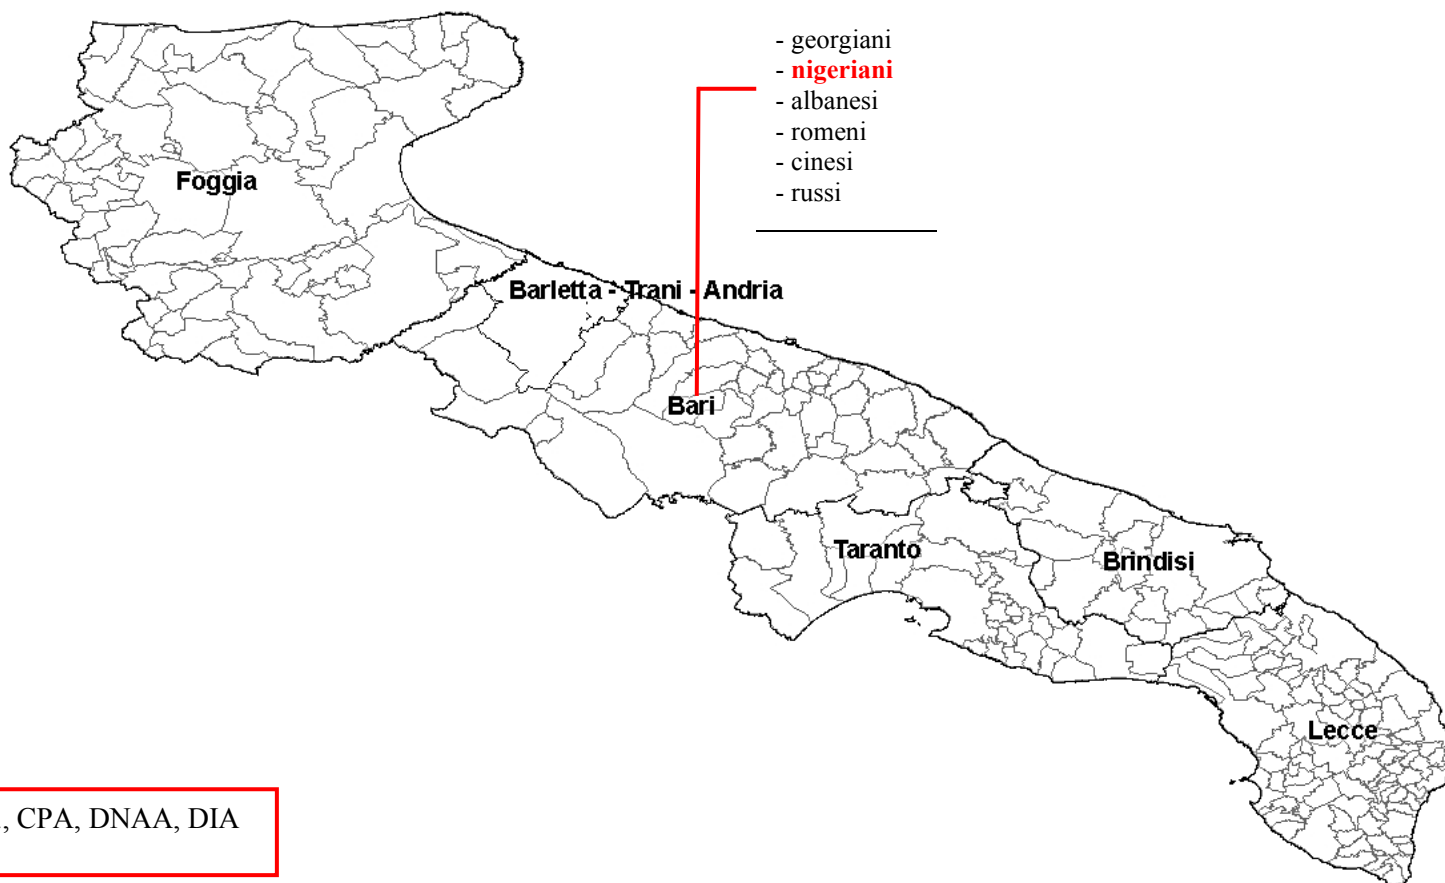 - georgiani
- nigeriani
- albanesi
- romeni
- cinesi
- russi
Foggia
Barletta - Trani - Andria
Bari
Taranto
Brindisi
Lecce
, CPA, DNAA, DIA